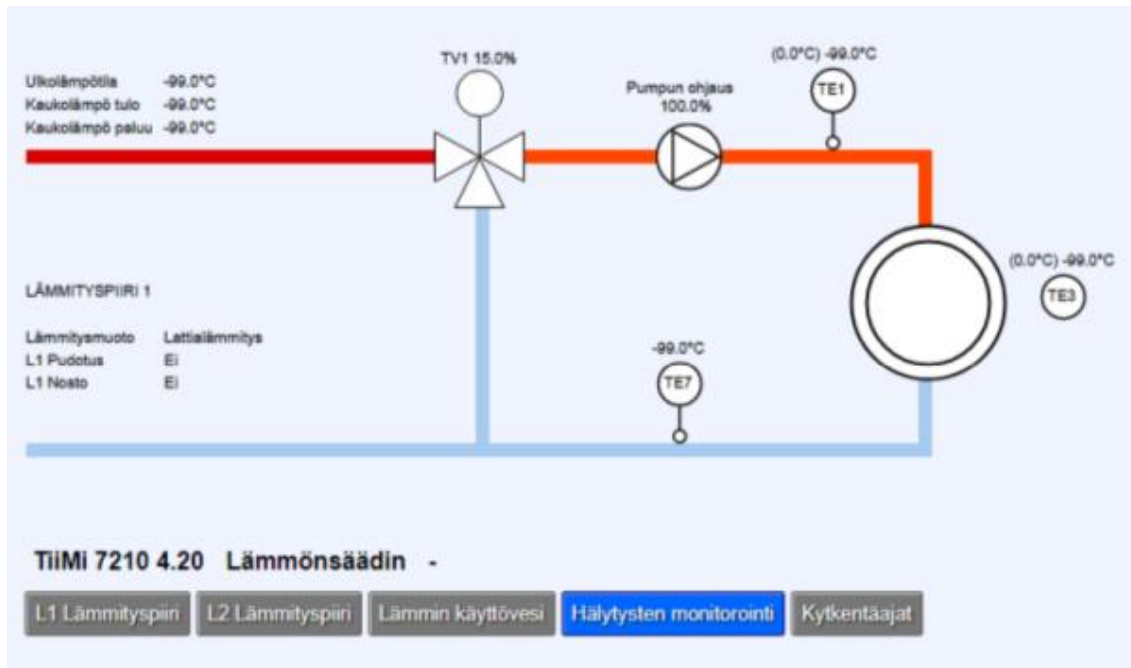 TV1 15.0%
(0.0°C) -99.0°C
Ulkolämpötila -99.0°C
Kaukolämpö tulo -99.0°C
Kaukolämpö paluu -99.0°C
Pumpun ohjaus
100.0%
TE1
(0.0°C) -99.0°C
TE3
LÄMMITYSPIIRI 1
Lämmitysmuoto Lattialämmitys
L1 Pudotus Ei
L1 Nosto Ei
-99.0°C
TE7
TiiMi 7210 4.20 Lämmönsäädin -
L1 Lämmityspiiri L2 Lämmityspiiri Lämmin käyttövesi Hälytysten monitorointi Kytkentäajat